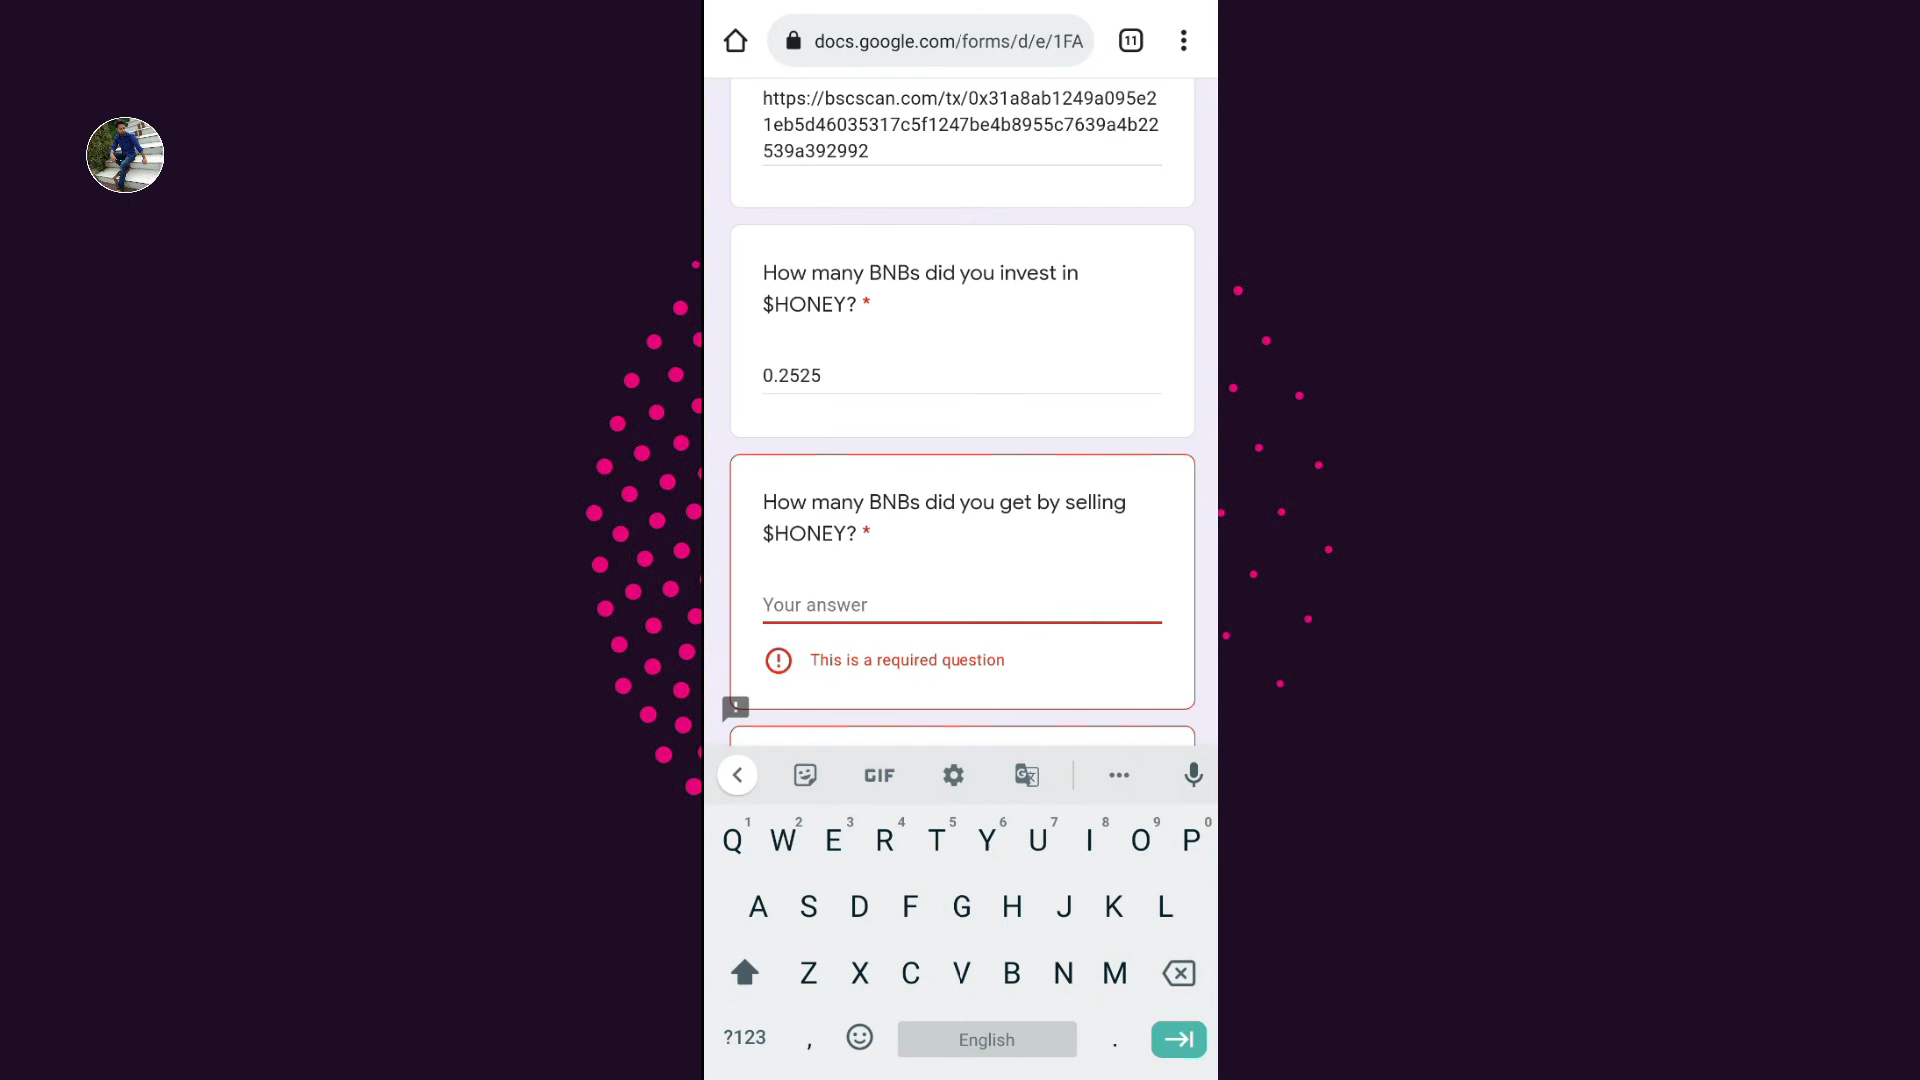 docs.google.com/forms/d/e/1FA
11
https://bscscan.com/tx/0x31a8ab1249a095e2
1eb5d46035317c5f1247be4b8955c7639a4b22
539a392992
How many BNBs did you invest in
$HONEY? *
0.2525
How many BNBs did you get by selling
$HONEY? *
Your answer
This is a required question
GIF
1 2 3 4 5 6 7 8 9 0
Q W E R T Y U I O P
A S D F G H J K L
Z X C V B N M
?123 , English .